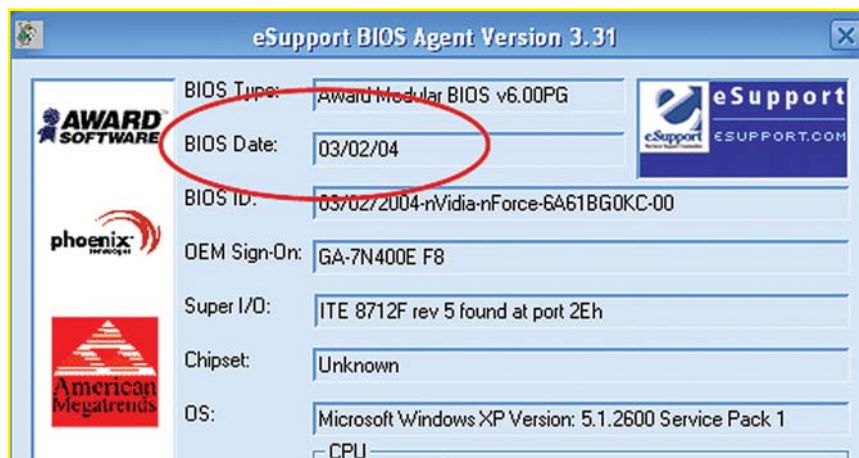 eSupport BIOS Agent Version 3.31
AWARD SOFTWARE
phoenix technologies
American Megatrends
BIOS Type: Award Modular BIOS v6.00PG
BIOS Date: 03/02/04
BIOS ID: 03/02/2004-nVidia-nForce-6A61BG0KC-00
OEM Sign-On: GA-7N400E F8
Super I/O: ITE 8712F rev 5 found at port 2Eh
Chipset: Unknown
OS: Microsoft Windows XP Version: 5.1.2600 Service Pack 1
CPU
eSupport
eSupport
ESUPPORT.COM